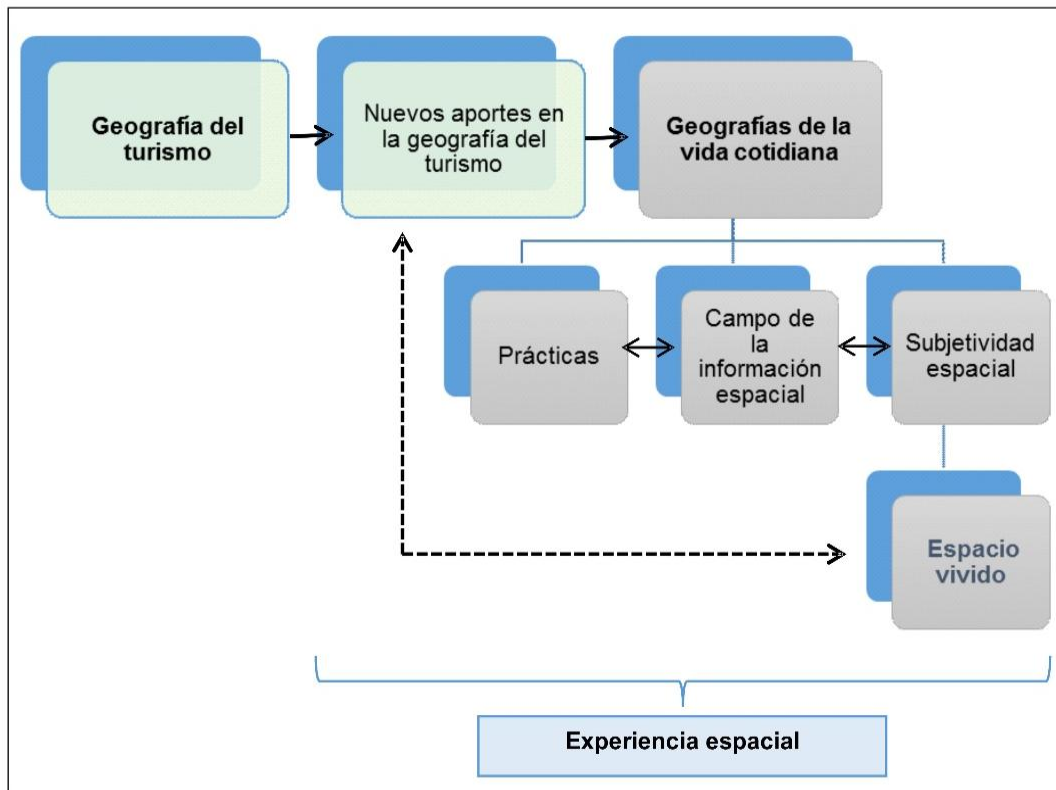 Geografía del
turismo
Nuevos aportes en
la geografía del
turismo
Geografías de la
vida cotidiana
Prácticas
Campo de
la
información
espacial
Subjetividad
espacial
Espacio
vivido
Experiencia espacial